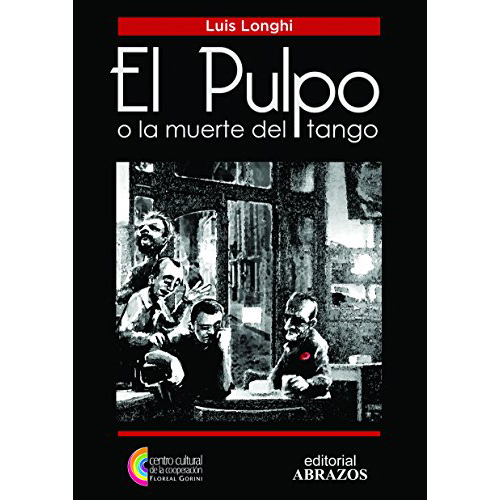 Luis Longhi
El Pulpo
o la muerte del tango
centro cultural
de la cooperación
FLOREAL GORINI
editorial
ABRAZOS